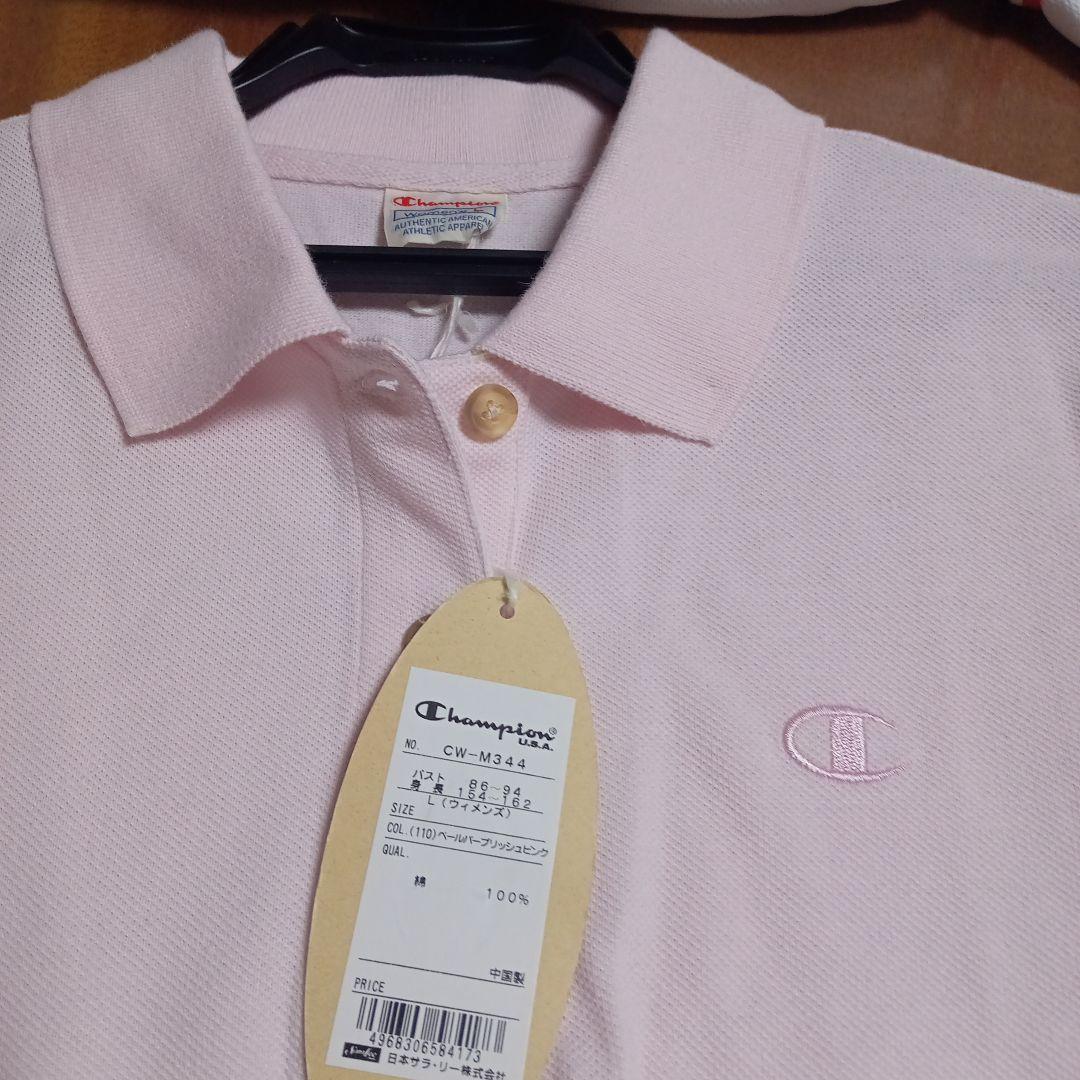 Champion
Women's L
AUTHENTIC AMERICAN
ATHLETIC APPAREL
Champion®
U.S.A.
NO. CW-M344
バスト 86~94
身長 154~162
SIZE L(ウィメンズ)
COL.(110)ペールパープリッシュピンク
QUAL.
綿 100%
中国製
PRICE
4968306584173
日本サラ・リー株式会社